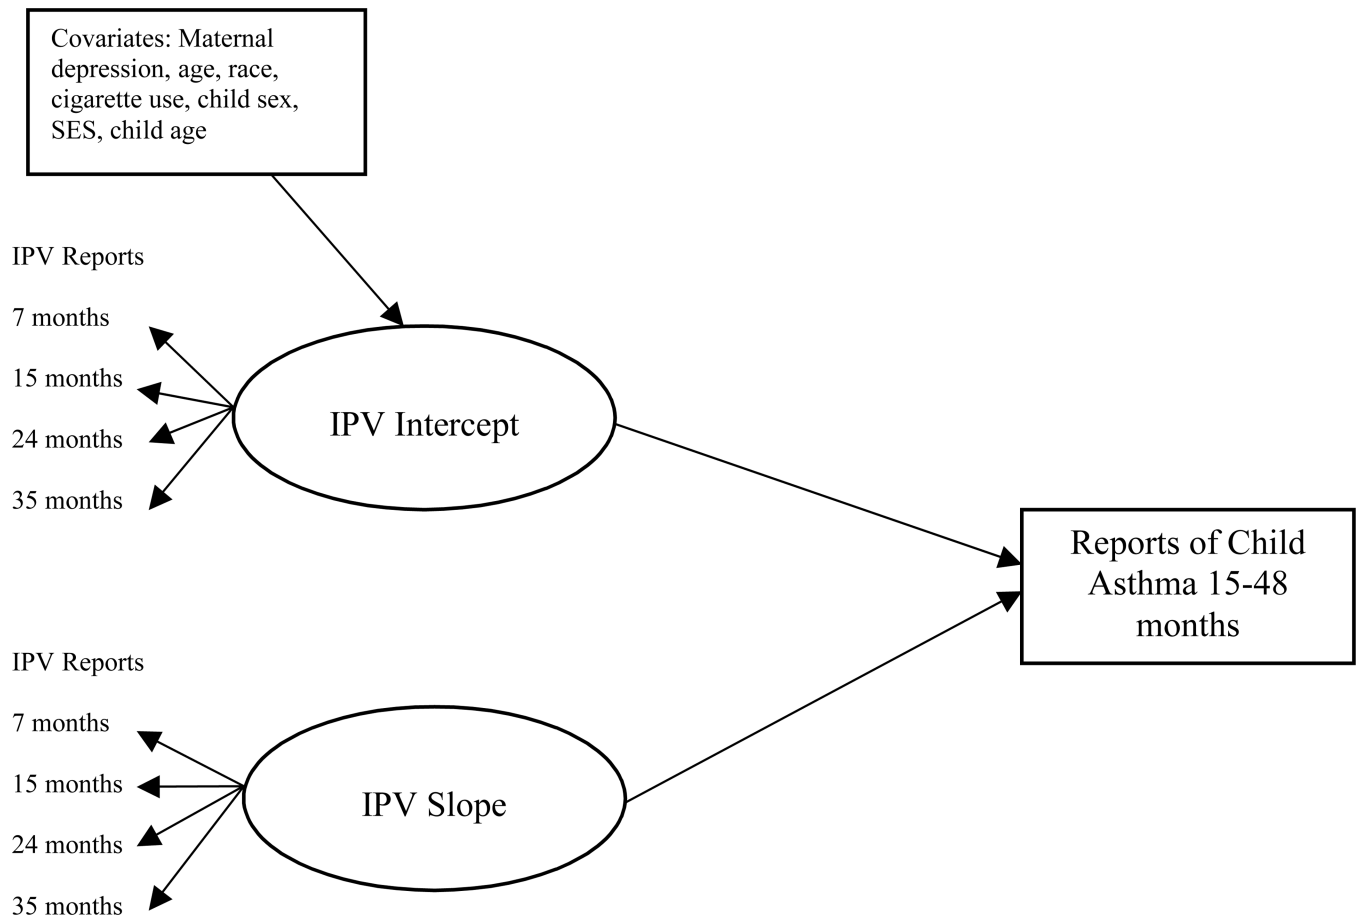 Covariates: Maternal
depression, age, race,
cigarette use, child sex,
SES, child age
IPV Reports
7 months
15 months
24 months
35 months
IPV Intercept
Reports of Child
Asthma 15-48
months
IPV Reports
7 months
15 months
24 months
35 months
IPV Slope